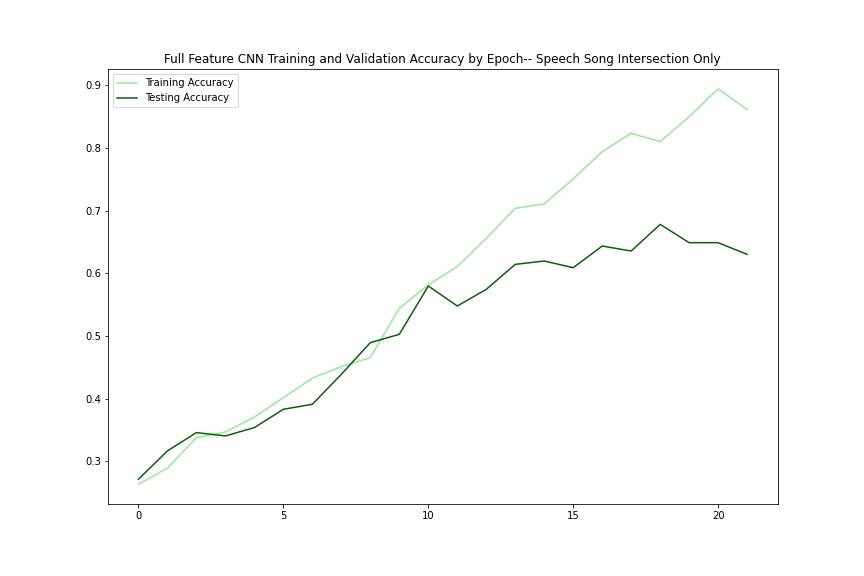 Full Feature CNN Training and Validation Accuracy by Epoch-- Speech Song Intersection Only
Training Accuracy
Testing Accuracy
0.9
0.8
0.7
0.6
0.5
0.4
0.3
0 5 10 15 20